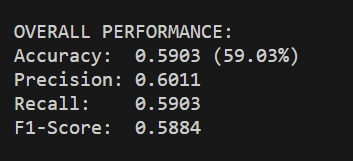 OVERALL PERFORMANCE:
Accuracy:  0.5903 (59.03%)
Precision: 0.6011
Recall:    0.5903
F1-Score:  0.5884